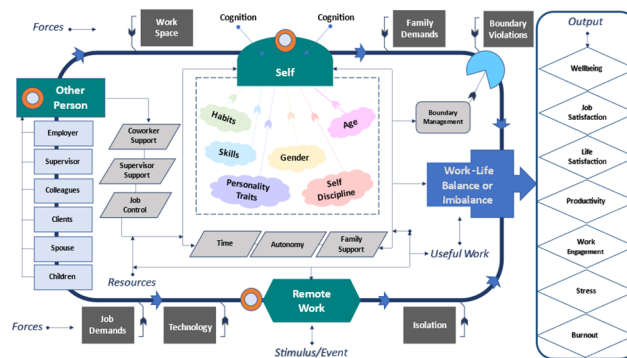 Forces
Work
Space
Cognition
Cognition
Family
Demands
Boundary
Violations
Output
Other
Person
Self
Wellbeing
Employer
Supervisor
Colleagues
Clients
Spouse
Children
Coworker
Support
Supervisor
Support
Job
Control
Habits
Age
Skills
Gender
Personality
Traits
Self
Discipline
Boundary
Management
Job
Satisfaction
Life
Satisfaction
Work-Life
Balance or
Imbalance
Productivity
Time
Autonomy
Family
Support
Work
Engagement
Resources
Useful Work
Stress
Remote
Work
Forces
Job
Demands
Technology
Isolation
Burnout
Stimulus/Event